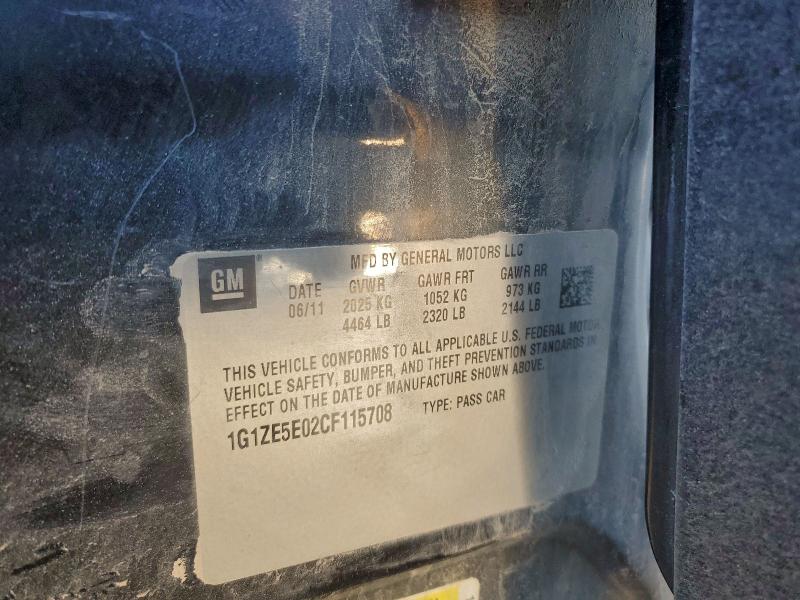 MFD BY GENERAL MOTORS LLC
GM
DATE GVWR GAWR FRT GAWR RR
06/11 2025 KG 1052 KG 973 KG
4464 LB 2320 LB 2144 LB
THIS VEHICLE CONFORMS TO ALL APPLICABLE U.S. FEDERAL MOTOR
VEHICLE SAFETY, BUMPER, AND THEFT PREVENTION STANDARDS IN
EFFECT ON THE DATE OF MANUFACTURE SHOWN ABOVE.
1G1ZE5E02CF115708 TYPE: PASS CAR